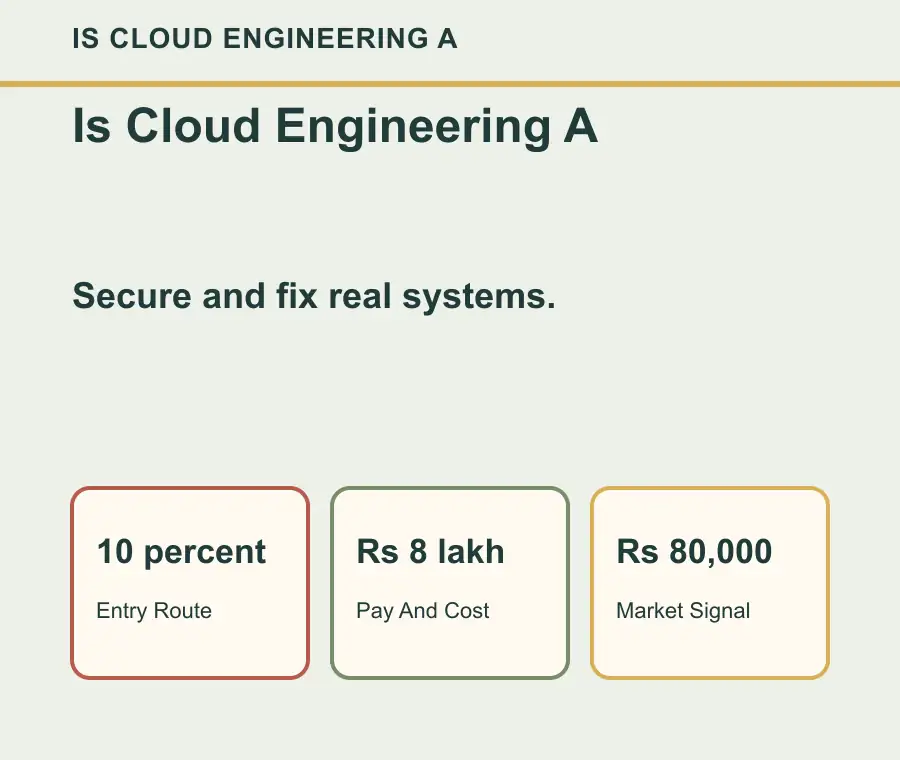 IS CLOUD ENGINEERING A
Is Cloud Engineering A
Secure and fix real systems.
10 percent
Entry Route
Rs 8 lakh
Pay And Cost
Rs 80,000
Market Signal